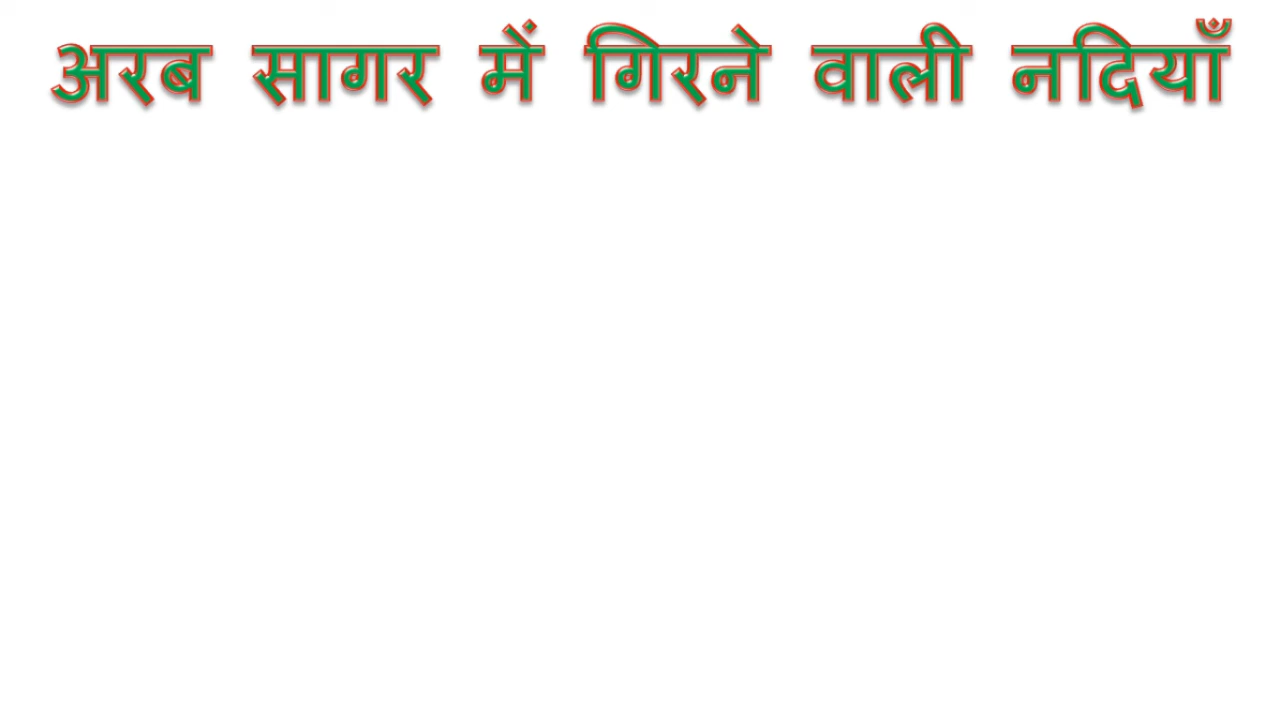 अरब सागर में गिरने वाली नदियाँ